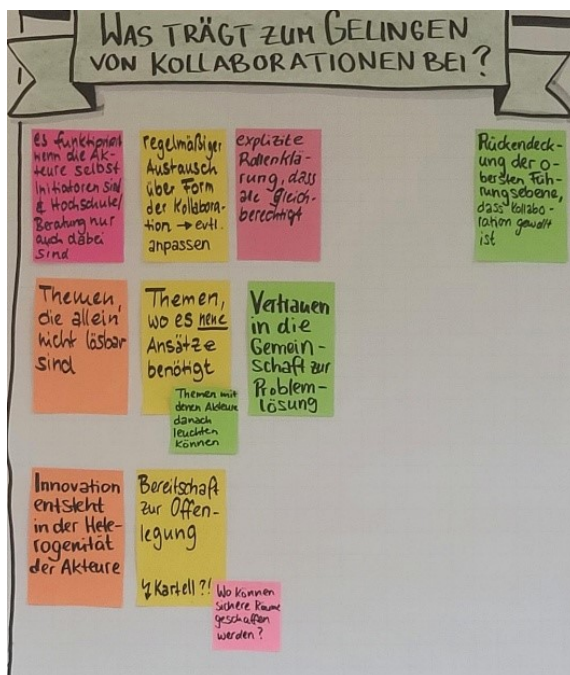 WAS TRÄGT ZUM GELINGEN
VON KOLLABORATIONEN BEI?
es funktioniert
wenn die Ak-
teure selbst
Initiatoren sind
& Hochschule/
Beratung nur
auch dabei
sind
regelmäßiger
Austausch
über Form
der Kollabora-
tion → evtl.
anpassen
explizite
Rollenklä-
rung, dass
alle gleich-
berechtigt
Rückendeck-
ung der o-
bersten Füh-
rungsebene,
dass Kollabo-
ration gewollt
ist
Themen,
die allein
nicht lösbar
sind
Themen,
wo es neue
Ansätze
benötigt
Themen mit
denen Akteure
danach
leuchten
können
Vertrauen
in die
Gemein-
schaft zur
Problem-
lösung
Innovation
entsteht
in der Hete-
rogenität
der Akteure
Bereitschaft
zur Offen-
legung
↯ Kartell?!
Wo können
sichere Räume
geschaffen
werden?